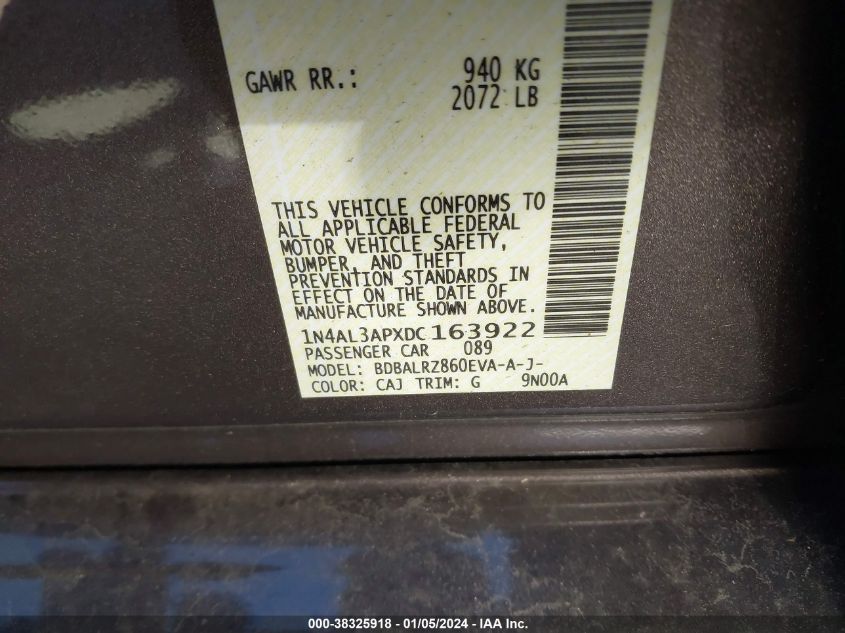 GAWR RR.: 940 KG
2072 LB
THIS VEHICLE CONFORMS TO
ALL APPLICABLE FEDERAL
MOTOR VEHICLE SAFETY,
BUMPER, AND THEFT
PREVENTION STANDARDS IN
EFFECT ON THE DATE OF
MANUFACTURE SHOWN ABOVE.
1N4AL3APXDC163922
PASSENGER CAR 089
MODEL: BDBALRZ860EVA-A-J-
COLOR: CAJ TRIM: G 9N00A
000-38325918 - 01/05/2024 - IAA Inc.